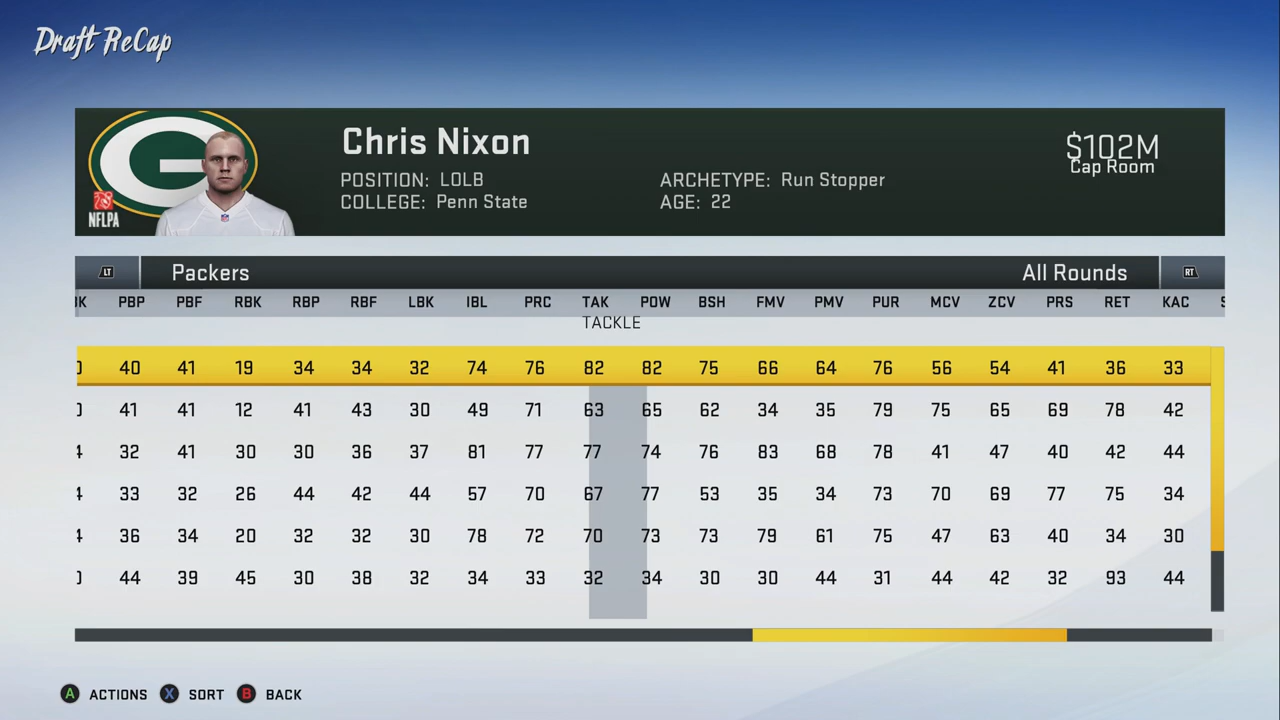 Draft ReCap
Chris Nixon
$102M
Cap Room
POSITION: LOLB
ARCHETYPE: Run Stopper
COLLEGE: Penn State
AGE: 22
NFLPA
LT Packers All Rounds RT
PBP PBF RBK RBP RBF LBK IBL PRC TAK POW BSH FMV PMV PUR MCV ZCV PRS RET KAC
TACKLE
40 41 19 34 34 32 74 76 82 82 75 66 64 76 56 54 41 36 33
41 41 12 41 43 30 49 71 63 65 62 34 35 79 75 65 69 78 42
32 41 30 30 36 37 81 77 77 74 76 83 68 78 41 47 40 42 44
33 32 26 44 42 44 57 70 67 77 53 35 34 73 70 69 77 75 34
36 34 20 32 32 30 78 72 70 73 73 79 61 75 47 63 40 34 30
44 39 45 30 38 32 34 33 32 34 30 30 44 31 44 42 32 93 44
A ACTIONS X SORT B BACK